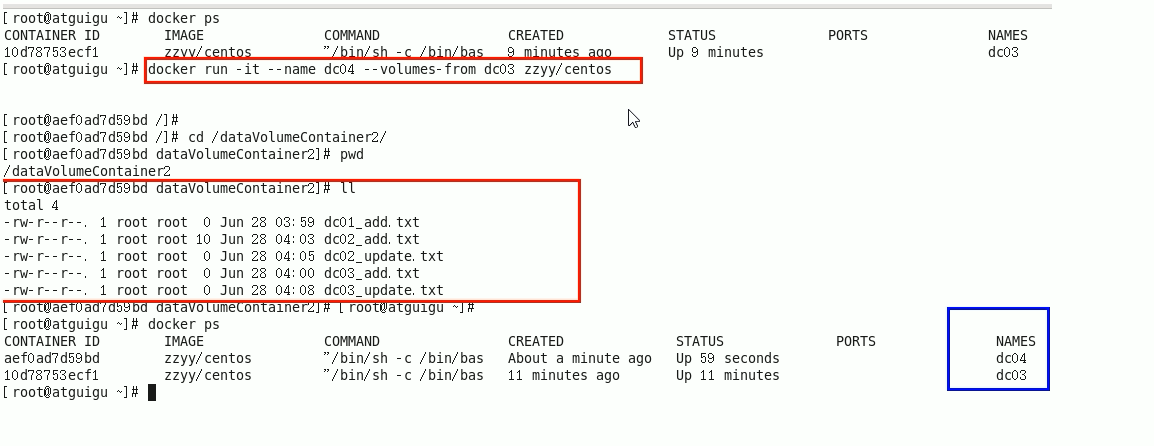 [root@atguigu ~]# docker ps
CONTAINER ID        IMAGE               COMMAND                CREATED             STATUS              PORTS               NAMES
10d78753ecf1        zzyy/centos         "/bin/sh -c /bin/bas   9 minutes ago       Up 9 minutes                            dc03
[root@atguigu ~]# docker run -it --name dc04 --volumes-from dc03 zzyy/centos
[root@aef0ad7d59bd /]#
[root@aef0ad7d59bd /]# cd /dataVolumeContainer2/
[root@aef0ad7d59bd dataVolumeContainer2]# pwd
/dataVolumeContainer2
[root@aef0ad7d59bd dataVolumeContainer2]# ll
total 4
-rw-r--r--. 1 root root  0 Jun 28 03:59 dc01_add.txt
-rw-r--r--. 1 root root 10 Jun 28 04:03 dc02_add.txt
-rw-r--r--. 1 root root  0 Jun 28 04:05 dc02_update.txt
-rw-r--r--. 1 root root  0 Jun 28 04:00 dc03_add.txt
-rw-r--r--. 1 root root  0 Jun 28 04:08 dc03_update.txt
[root@aef0ad7d59bd dataVolumeContainer2]# [root@atguigu ~]#
[root@atguigu ~]# docker ps
CONTAINER ID        IMAGE               COMMAND                CREATED              STATUS              PORTS               NAMES
aef0ad7d59bd        zzyy/centos         "/bin/sh -c /bin/bas   About a minute ago   Up 59 seconds                           dc04
10d78753ecf1        zzyy/centos         "/bin/sh -c /bin/bas   11 minutes ago       Up 11 minutes                           dc03
[root@atguigu ~]#